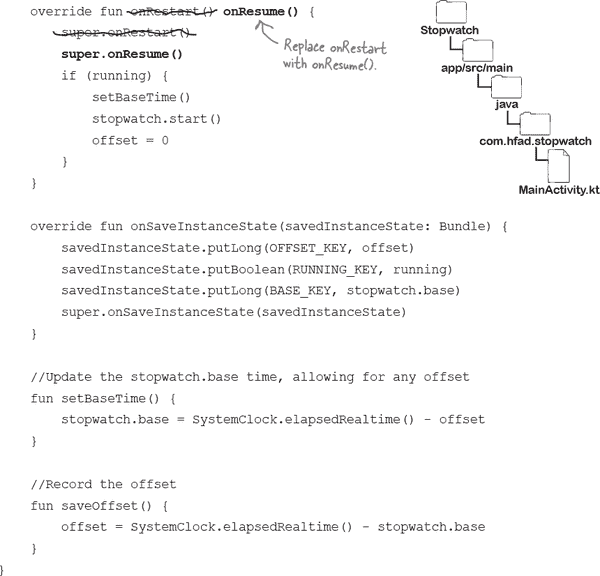 override fun onRestart() onResume() {
super.onRestart()
super.onResume()
if (running) {
setBaseTime()
stopwatch.start()
offset = 0
}
}
Replace onRestart
with onResume().
Stopwatch
app/src/main
java
com.hfad.stopwatch
MainActivity.kt
override fun onSaveInstanceState(savedInstanceState: Bundle) {
savedInstanceState.putLong(OFFSET_KEY, offset)
savedInstanceState.putBoolean(RUNNING_KEY, running)
savedInstanceState.putLong(BASE_KEY, stopwatch.base)
super.onSaveInstanceState(savedInstanceState)
}
//Update the stopwatch.base time, allowing for any offset
fun setBaseTime() {
stopwatch.base = SystemClock.elapsedRealtime() - offset
}
//Record the offset
fun saveOffset() {
offset = SystemClock.elapsedRealtime() - stopwatch.base
}
}